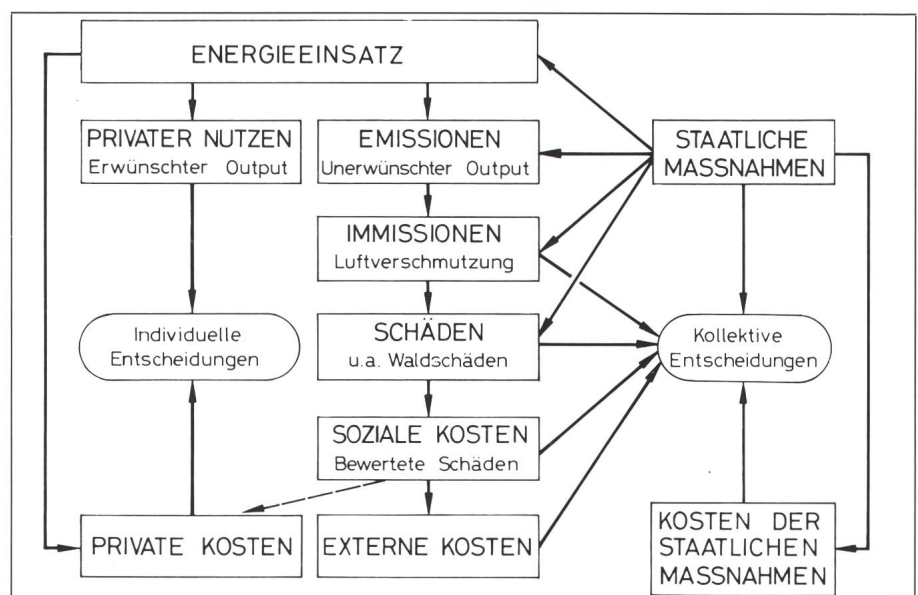 ENERGIEEINSATZ
PRIVATER NUTZEN
Erwünschter Output
EMISSIONEN
Unerwünschter Output
STAATLICHE
MASSNAHMEN
IMMISSIONEN
Luftverschmutzung
Individuelle
Entscheidungen
SCHÄDEN
u.a. Waldschäden
Kollektive
Entscheidungen
SOZIALE KOSTEN
Bewertete Schäden
PRIVATE KOSTEN
EXTERNE KOSTEN
KOSTEN DER
STAATLICHEN
MASSNAHMEN